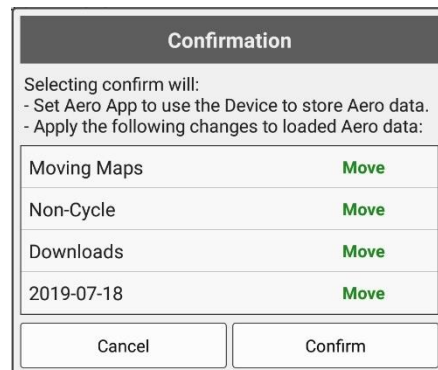 Confirmation
Selecting confirm will:
- Set Aero App to use the Device to store Aero data.
- Apply the following changes to loaded Aero data:
Moving Maps Move
Non-Cycle Move
Downloads Move
2019-07-18 Move
Cancel Confirm